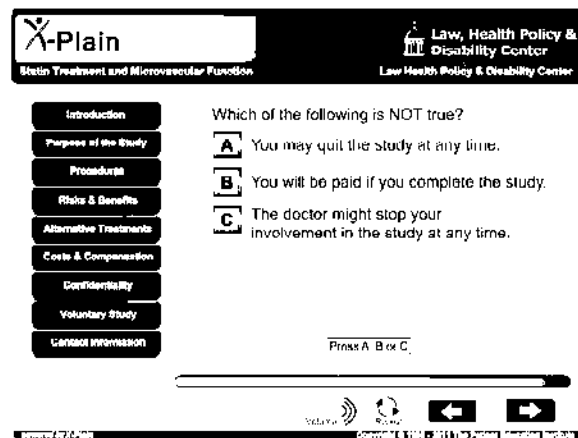 X-Plain
Law, Health Policy &
Disability Center
Statin Treatment and Microvascular Function
Law Health Policy & Disability Center
Introduction
Purpose of the Study
Procedures
Risks & Benefits
Alternative Treatments
Costs & Compensation
Confidentiality
Voluntary Study
Contact Information
Which of the following is NOT true?
A You may quit the study at any time.
B You will be paid if you complete the study.
C The doctor might stop your
involvement in the study at any time.
Press A B or C
Volume